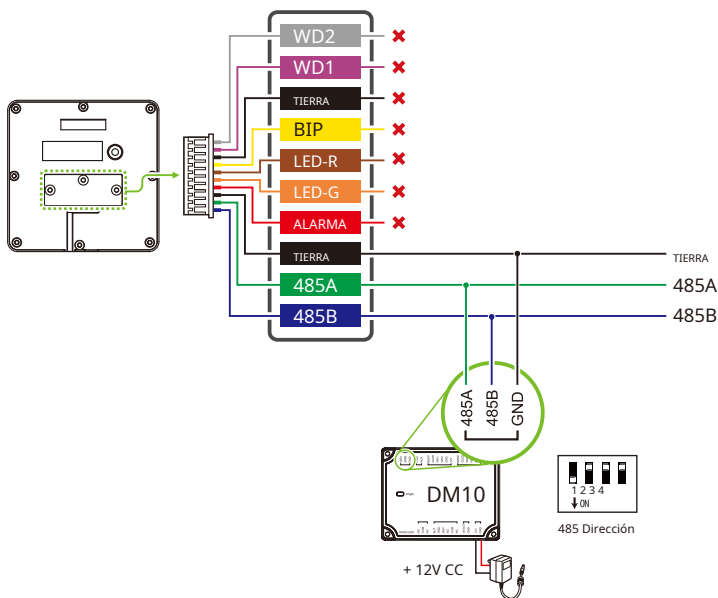 WD2
WD1
TIERRA
BIP
LED-R
LED-G
ALARMA
TIERRA
TIERRA
485A
485A
485B
485B
485A
485B
GND
DM10
1 2 3 4
ON
485 Dirección
+ 12V CC